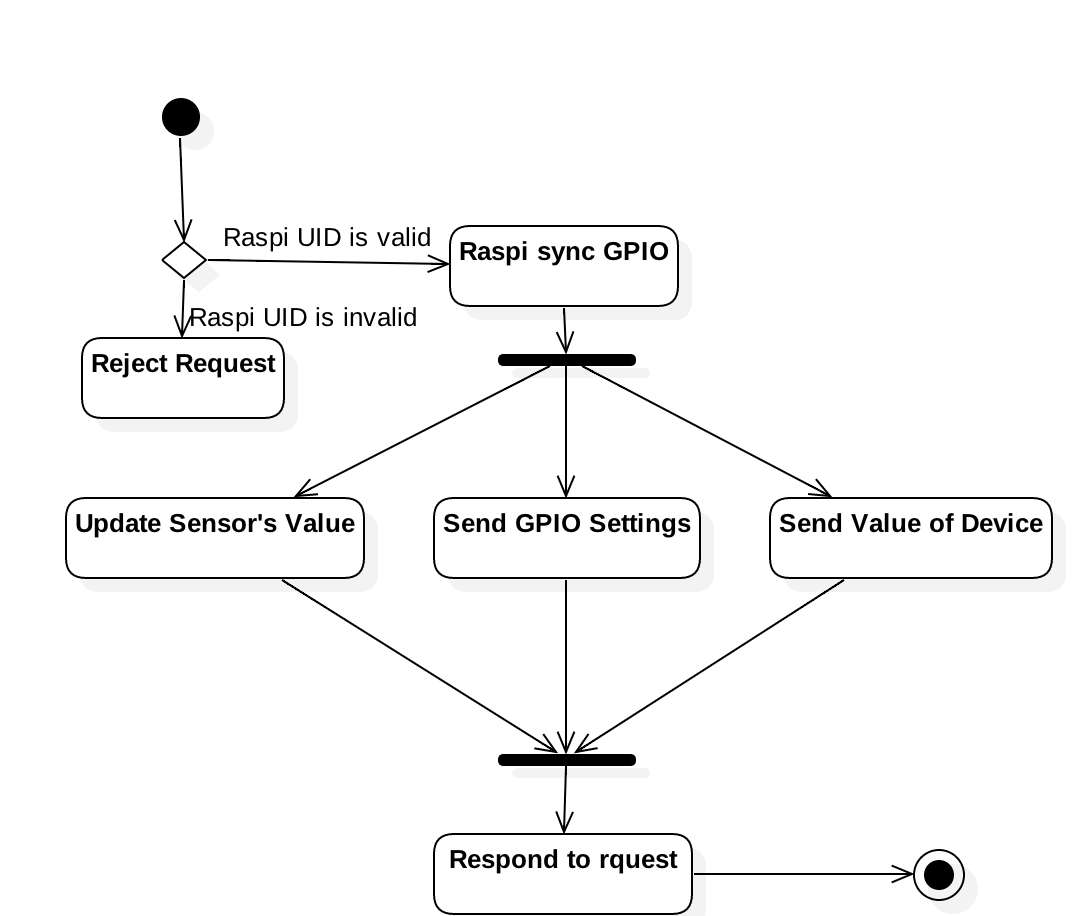 Raspi UID is valid
Raspi sync GPIO
Raspi UID is invalid
Reject Request
Update Sensor's Value
Send GPIO Settings
Send Value of Device
Respond to rquest